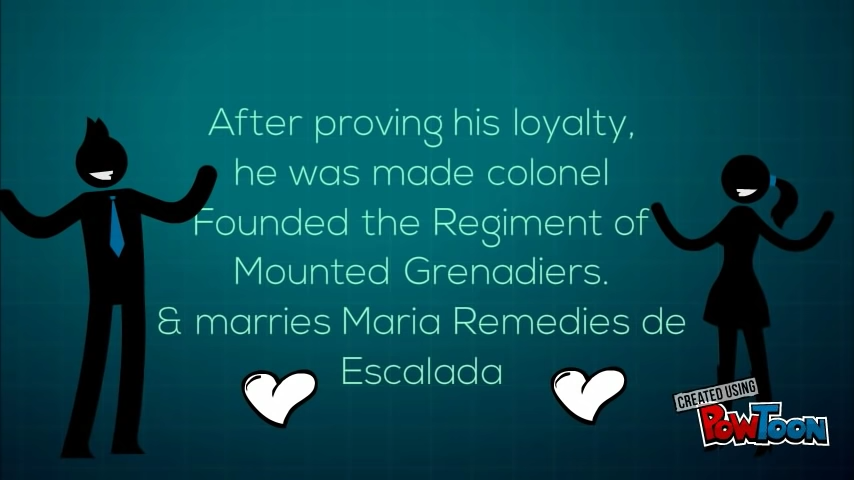 After proving his loyalty,
he was made colonel
Founded the Regiment of
Mounted Grenadiers.
& marries Maria Remedies de
Escalada
CREATED USING
POWTOON